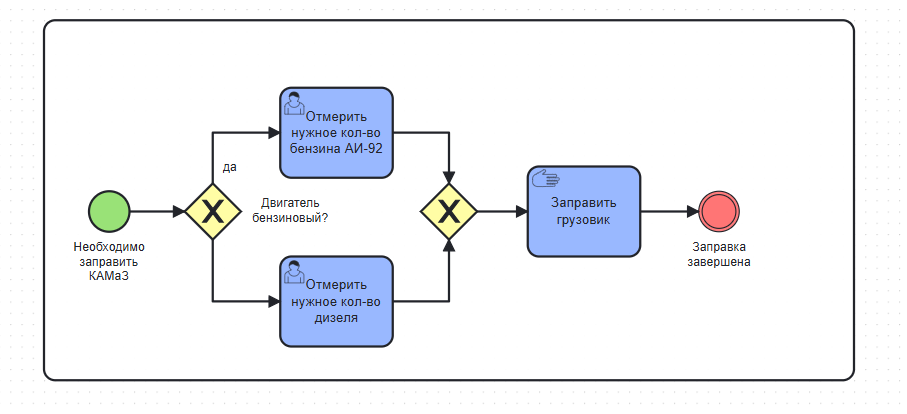 Отмерить
нужное кол-во
бензина АИ-92
да
Двигатель
бензиновый?
Необходимо
заправить
КАМаЗ
Заправить
грузовик
Заправка
завершена
Отмерить
нужное кол-во
дизеля